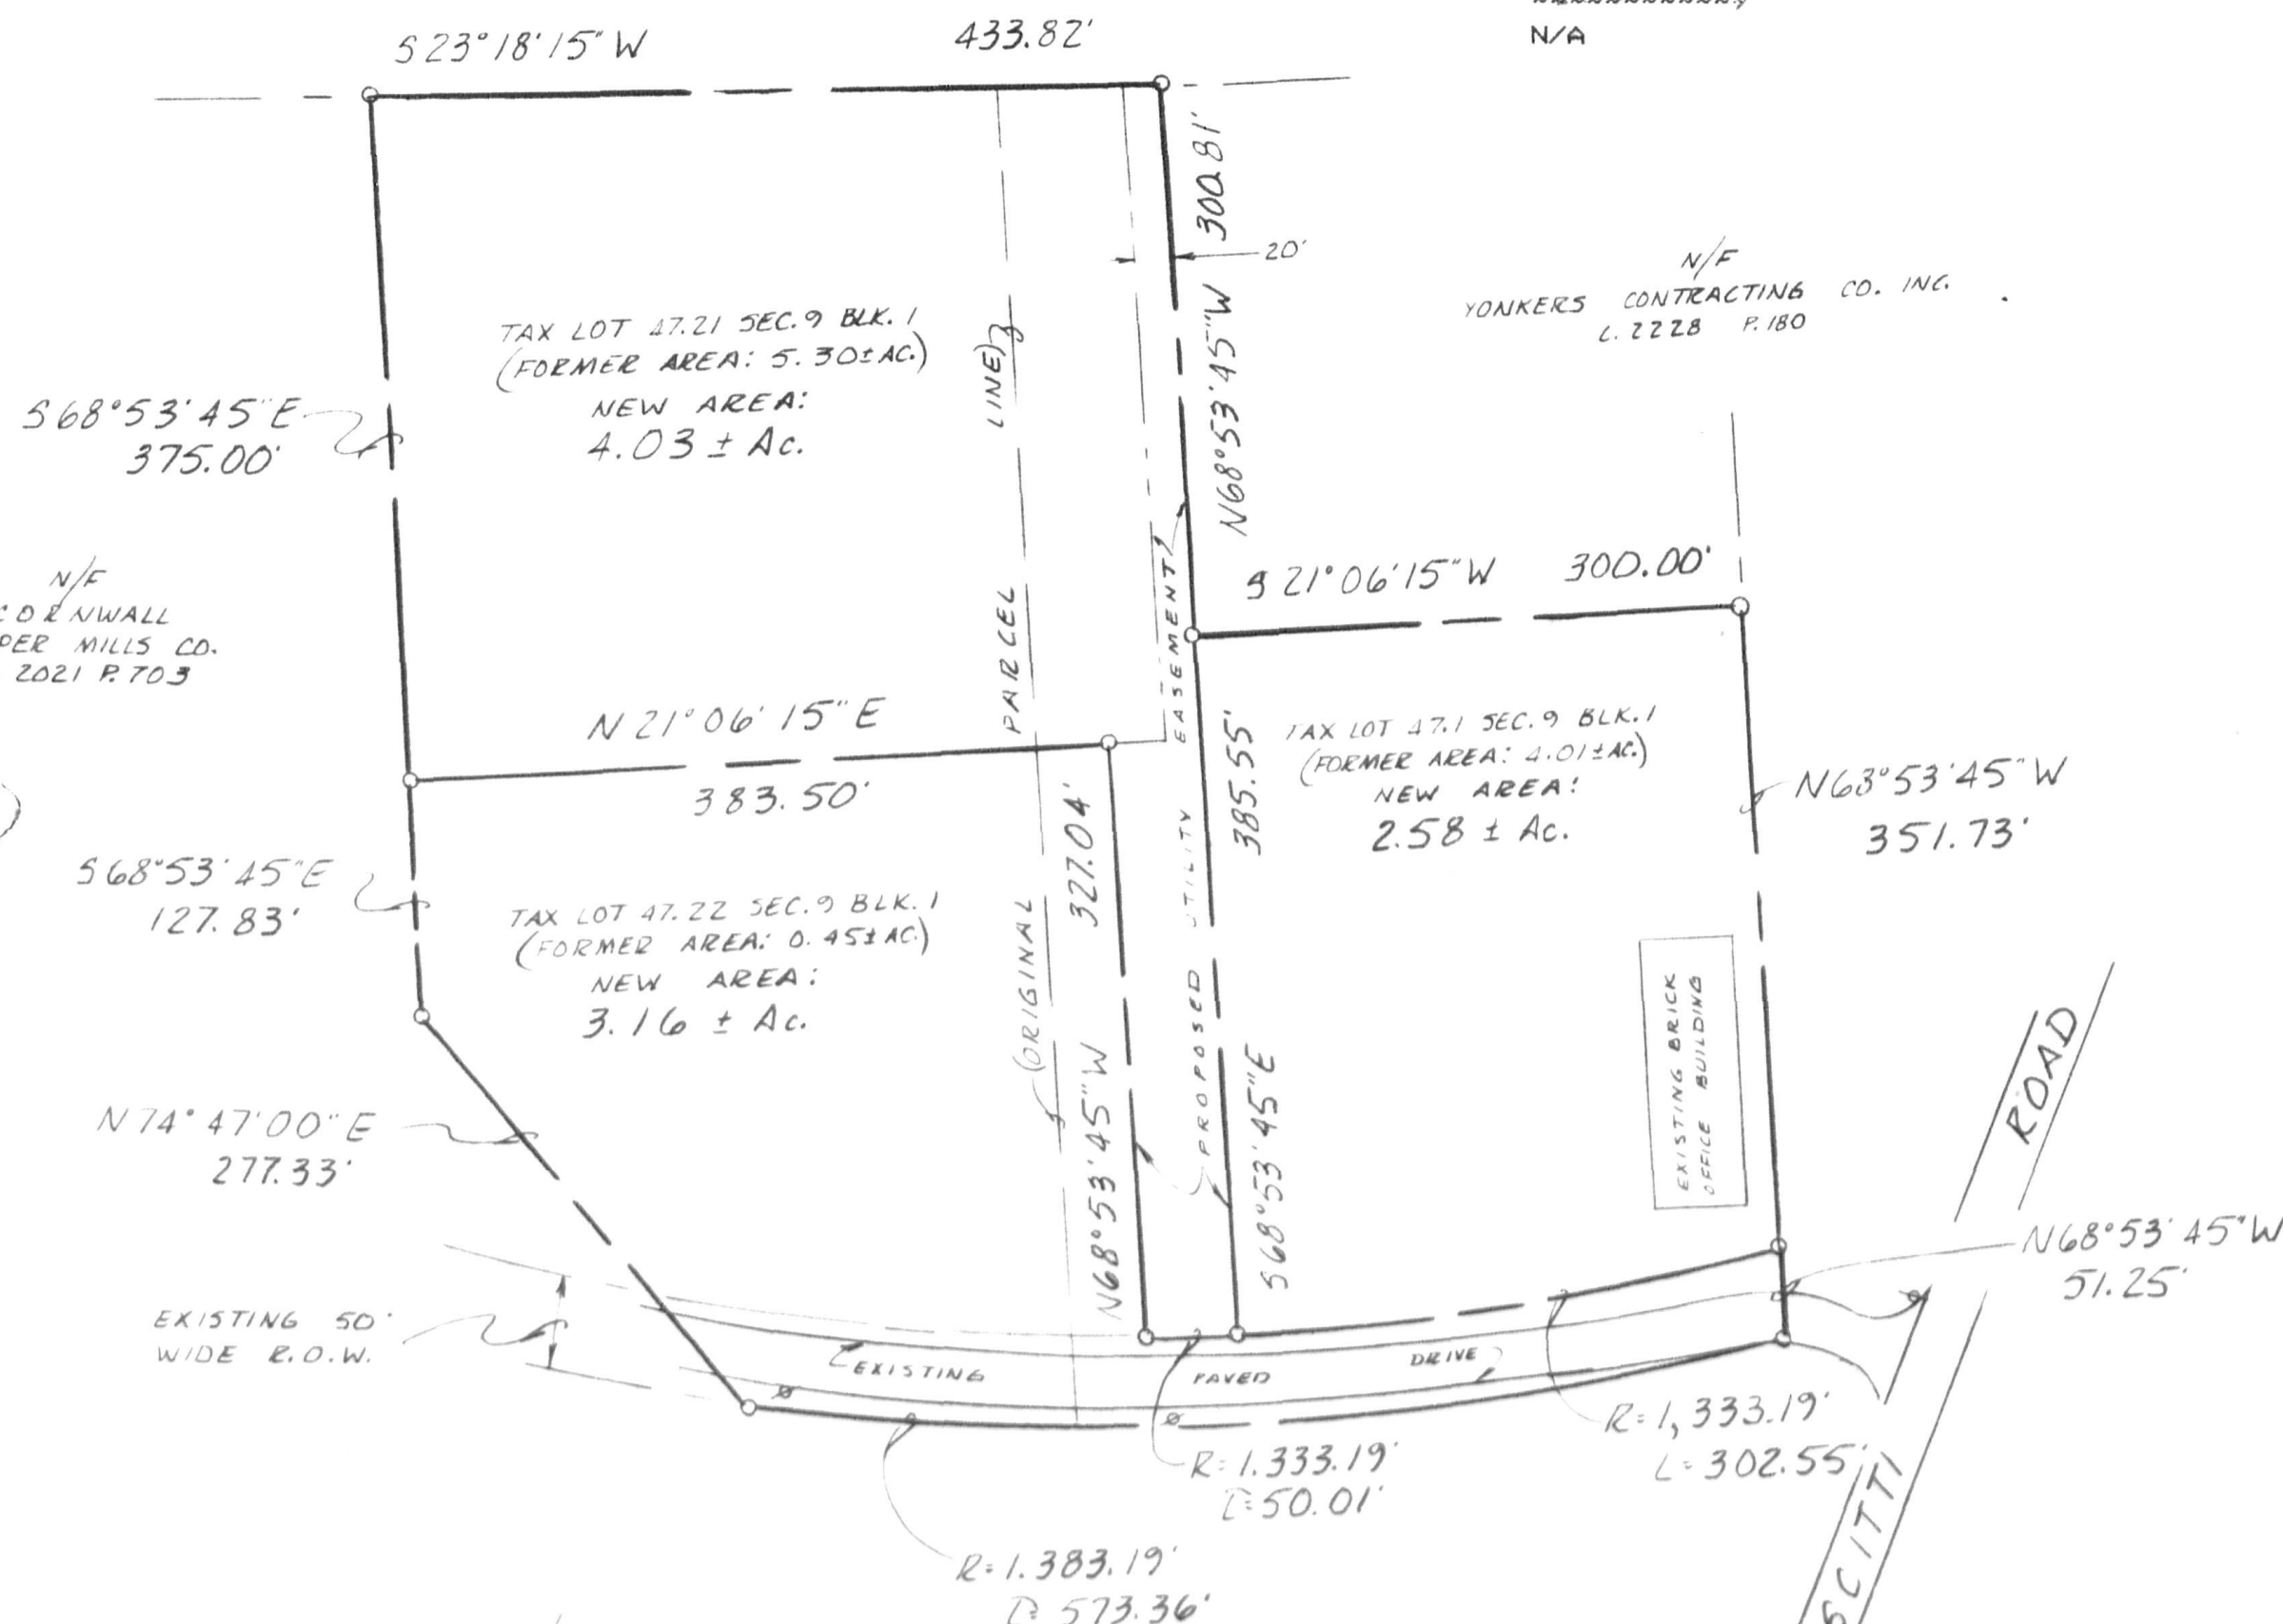 N/A
S23°18'15"W 433.82'
300.81'
N68°53'45"W
20'
N/F
YONKERS CONTRACTING CO. INC.
L. 2228 P. 180
TAX LOT 47.21 SEC. 9 BLK. 1
(FORMER AREA: 5.30± AC.)
NEW AREA:
4.03 ± Ac.
S68°53'45"E
375.00'
LINE)
PARCEL
(ORIGINAL
EASEMENT
UTILITY
PROPOSED
S 21°06'15"W 300.00'
N/F
CORNWALL
PER MILLS CO.
2021 P. 703
N 21°06'15"E
383.50'
327.04'
N68°53'45"W
385.55'
S68°53'45"E
TAX LOT 47.1 SEC. 9 BLK. 1
(FORMER AREA: 4.01± AC.)
NEW AREA:
2.58 ± Ac.
N68°53'45"W
351.73'
S68°53'45"E
127.83'
TAX LOT 47.22 SEC. 9 BLK. 1
(FORMER AREA: 0.45± AC.)
NEW AREA:
3.16 ± Ac.
EXISTING BRICK
OFFICE BUILDING
ROAD
N74°47'00"E
277.33'
N68°53'45"W
51.25'
EXISTING 50'
WIDE R.O.W.
EXISTING PAVED DRIVE
R=1,333.19'
L=302.55'
R=1.333.19'
L=50.01'
R=1.383.19'
L=573.36'
SCITTI